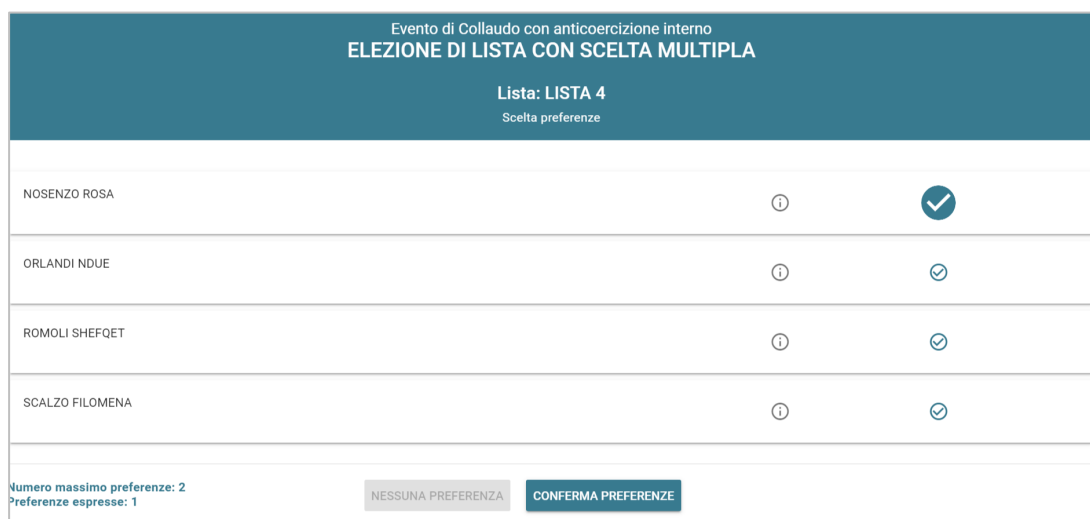 Evento di Collaudo con anticoercizione interno
ELEZIONE DI LISTA CON SCELTA MULTIPLA
Lista: LISTA 4
Scelta preferenze
NOSENZO ROSA
ORLANDI NDUE
ROMOLI SHEFQET
SCALZO FILOMENA
Numero massimo preferenze: 2
Preferenze espresse: 1
NESSUNA PREFERENZA
CONFERMA PREFERENZE